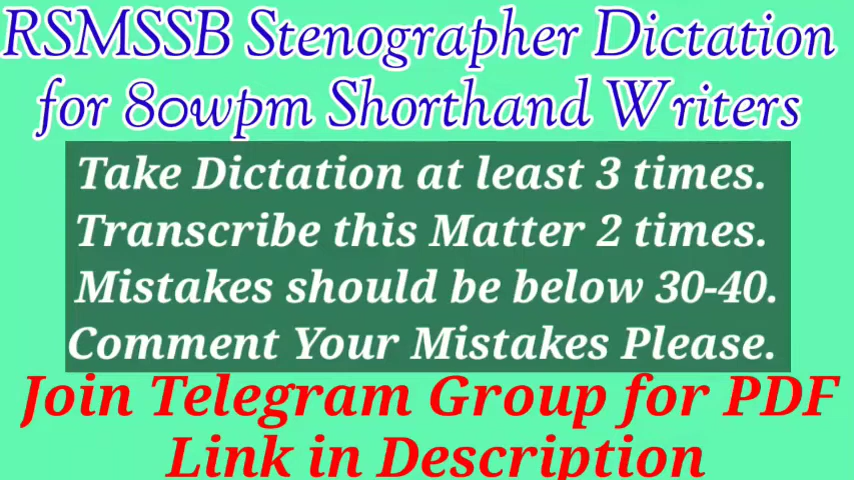 RSMSSB Stenographer Dictation
for 80wpm Shorthand Writers
Take Dictation at least 3 times.
Transcribe this Matter 2 times.
Mistakes should be below 30-40.
Comment Your Mistakes Please.
Join Telegram Group for PDF
Link in Description